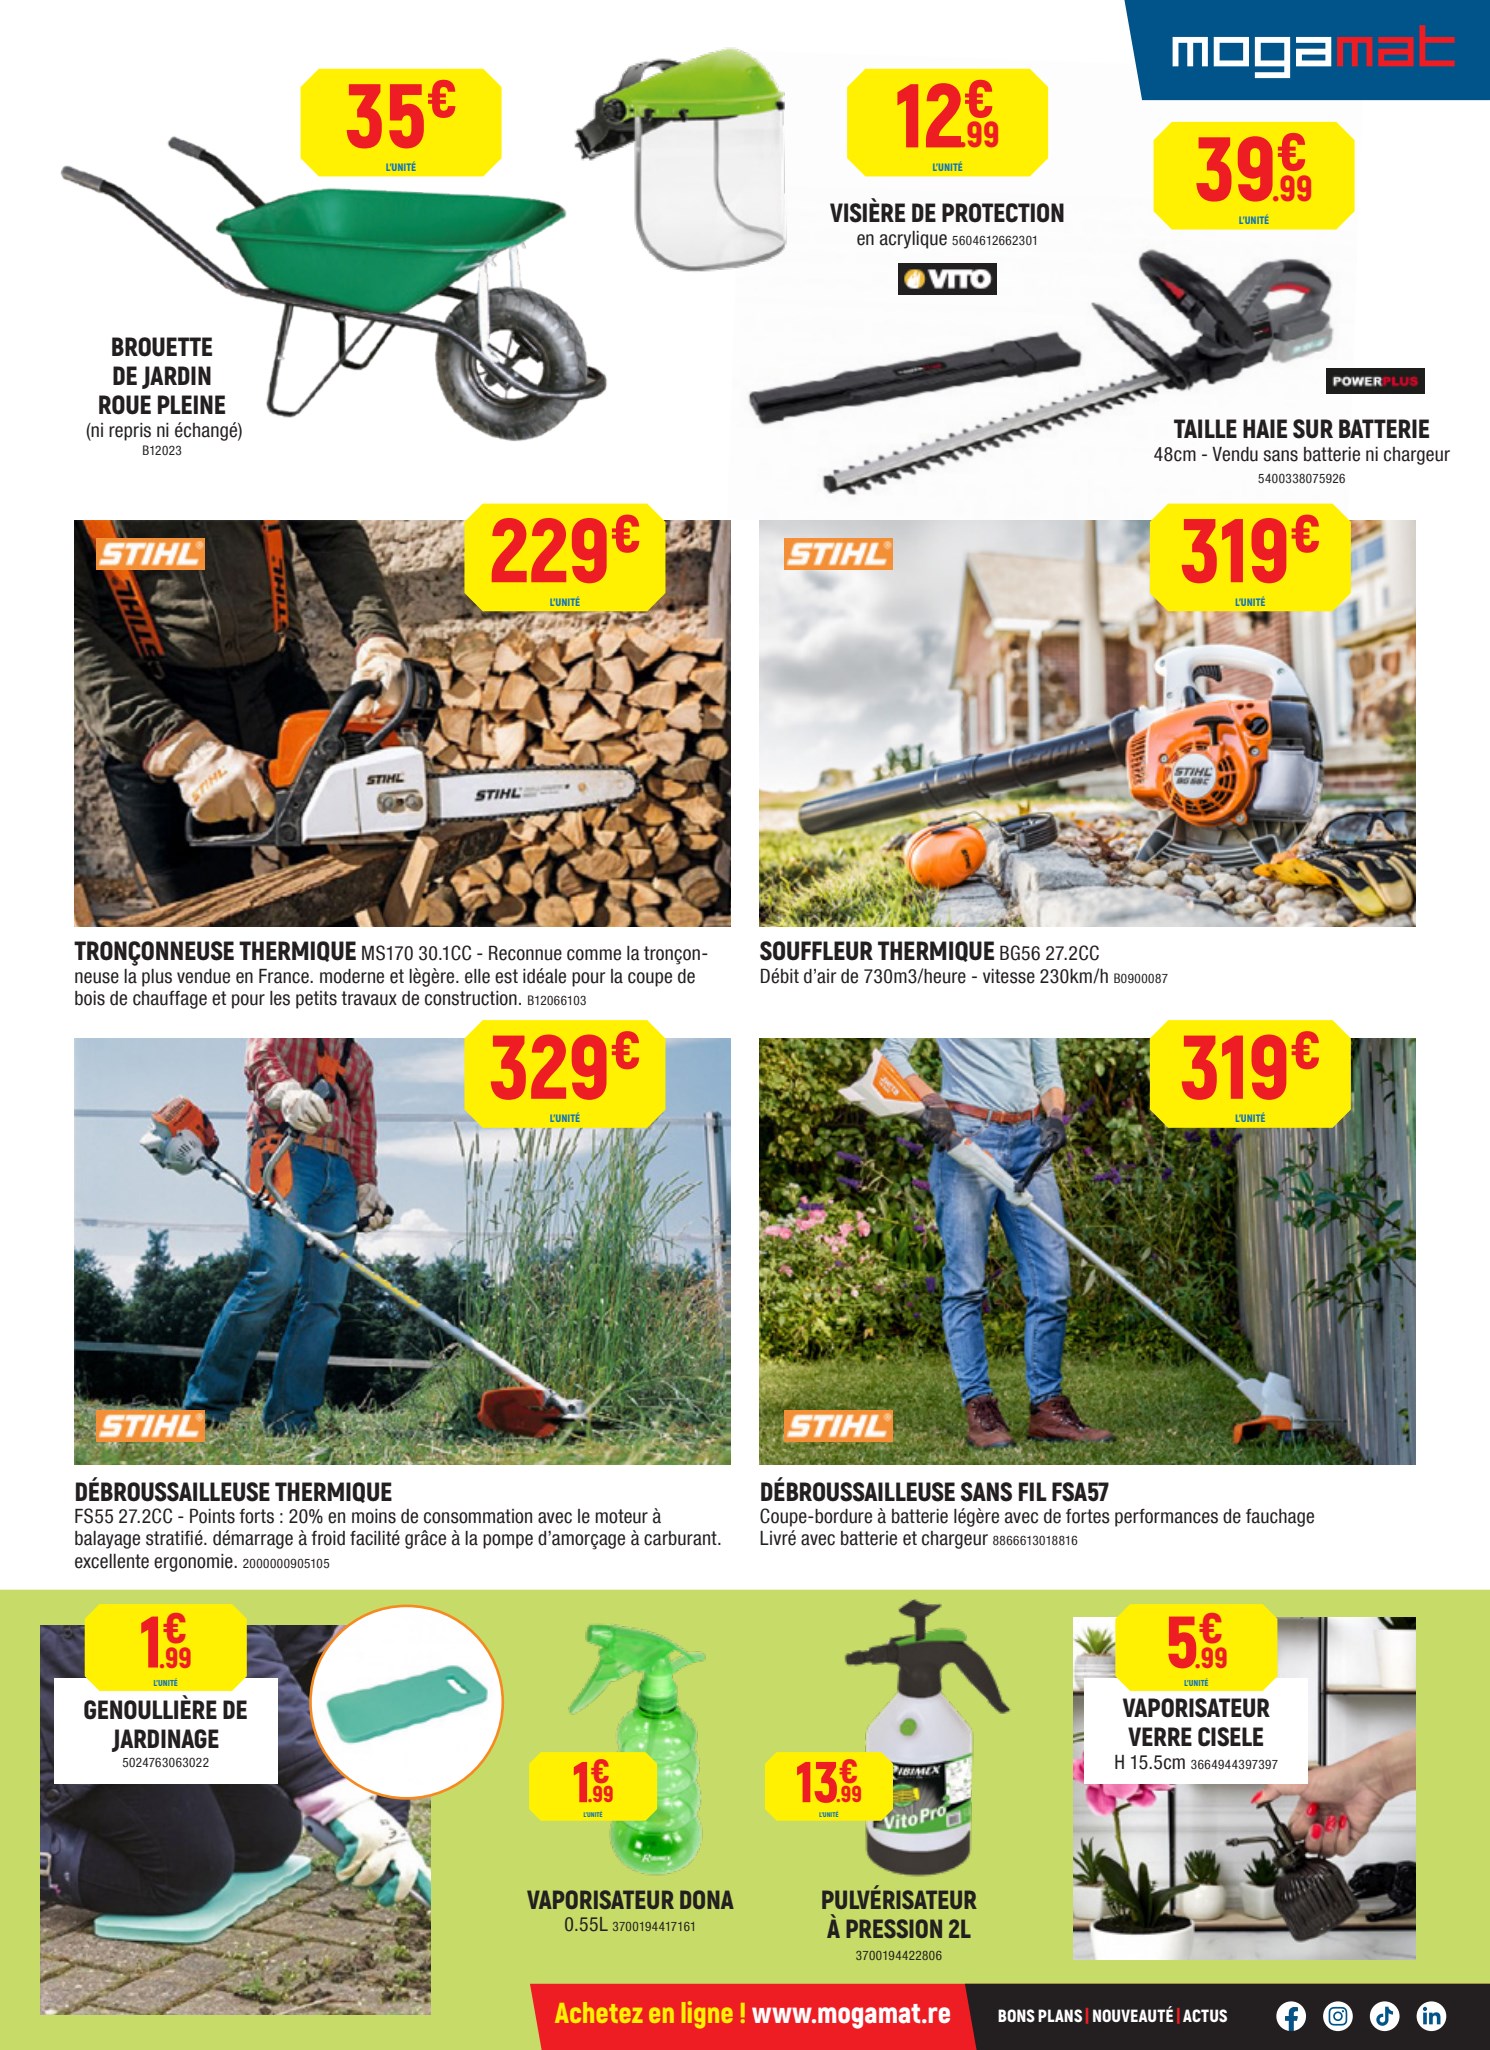 mogamat
35€
L'UNITÉ
BROUETTE
DE JARDIN
ROUE PLEINE
(ni repris ni échangé)
B12023
12€.99
L'UNITÉ
VISIÈRE DE PROTECTION
en acrylique 5604612662301
VITO
39€.99
L'UNITÉ
POWERPLUS
TAILLE HAIE SUR BATTERIE
48cm - Vendu sans batterie ni chargeur
5400338075926
STIHL
229€
L'UNITÉ
STIHL
STIHL
STIHL
STIHL
TRONÇONNEUSE THERMIQUE MS170 30.1CC - Reconnue comme la tronçon-
neuse la plus vendue en France. moderne et lègère. elle est idéale pour la coupe de
bois de chauffage et pour les petits travaux de construction. B12066103
STIHL
319€
L'UNITÉ
STIHL
SOUFFLEUR THERMIQUE BG56 27.2CC
Débit d'air de 730m3/heure - vitesse 230km/h B0900087
329€
L'UNITÉ
STIHL
DÉBROUSSAILLEUSE THERMIQUE
FS55 27.2CC - Points forts : 20% en moins de consommation avec le moteur à
balayage stratifié. démarrage à froid facilité grâce à la pompe d'amorçage à carburant.
excellente ergonomie. 2000000905105
319€
L'UNITÉ
STIHL
DÉBROUSSAILLEUSE SANS FIL FSA57
Coupe-bordure à batterie légère avec de fortes performances de fauchage
Livré avec batterie et chargeur 8866613018816
1€.99
L'UNITÉ
GENOULLIÈRE DE
JARDINAGE
5024763063022
1€.99
L'UNITÉ
VAPORISATEUR DONA
0.55L 3700194417161
13€.99
L'UNITÉ
RIBIMEX
VitoPro
PULVÉRISATEUR
À PRESSION 2L
3700194422806
5€.99
L'UNITÉ
VAPORISATEUR
VERRE CISELE
H 15.5cm 3664944397397
Achetez en ligne ! www.mogamat.re
BONS PLANS | NOUVEAUTÉ | ACTUS